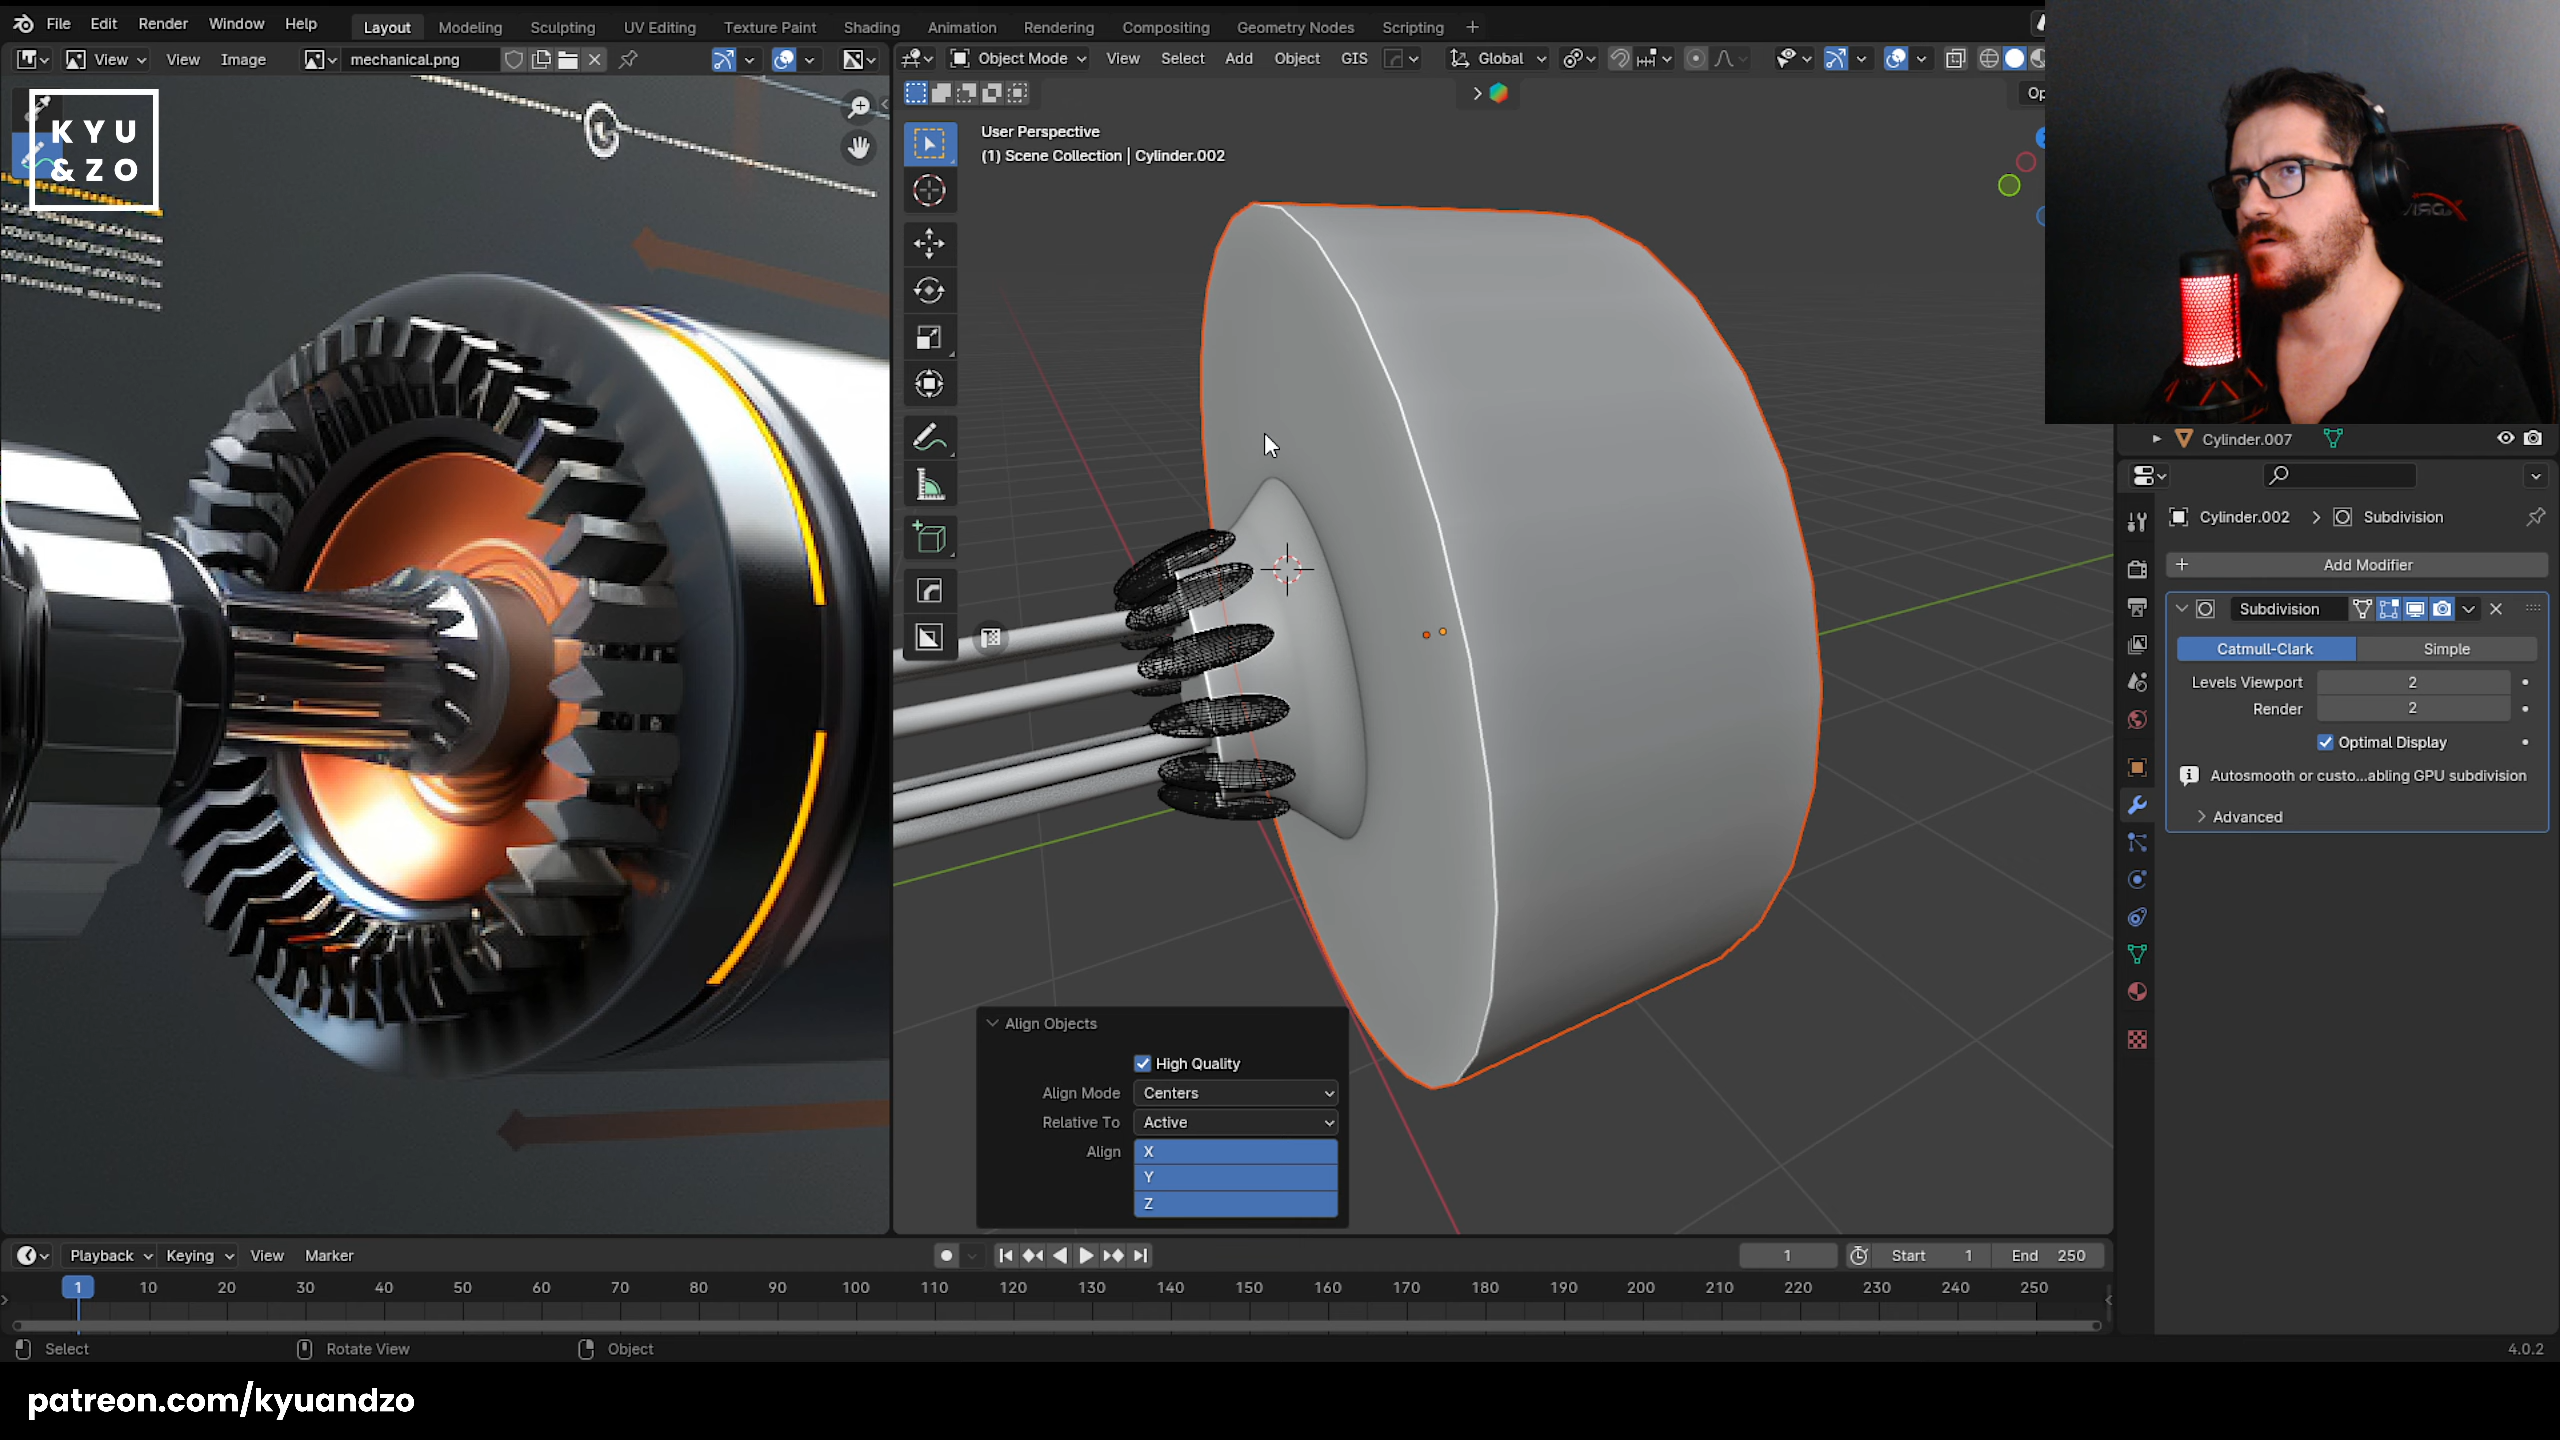 File Edit Render Window Help
Layout Modeling Sculpting UV Editing Texture Paint Shading Animation Rendering Compositing Geometry Nodes Scripting +
View View Image mechanical.png
Object Mode View Select Add Object GIS Global
KYU
&ZO
User Perspective
(1) Scene Collection | Cylinder.002
Op
Cylinder.007
Cylinder.002 > Subdivision
+ Add Modifier
Subdivision
Catmull-Clark Simple
Levels Viewport 2
Render 2
Optimal Display
Autosmooth or custo...abling GPU subdivision
Advanced
Align Objects
High Quality
Align Mode Centers
Relative To Active
Align X
Y
Z
Playback Keying View Marker
1 Start 1 End 250
1 10 20 30 40 50 60 70 80 90 100 110 120 130 140 150 160 170 180 190 200 210 220 230 240 250
Select Rotate View Object 4.0.2
patreon.com/kyuandzo